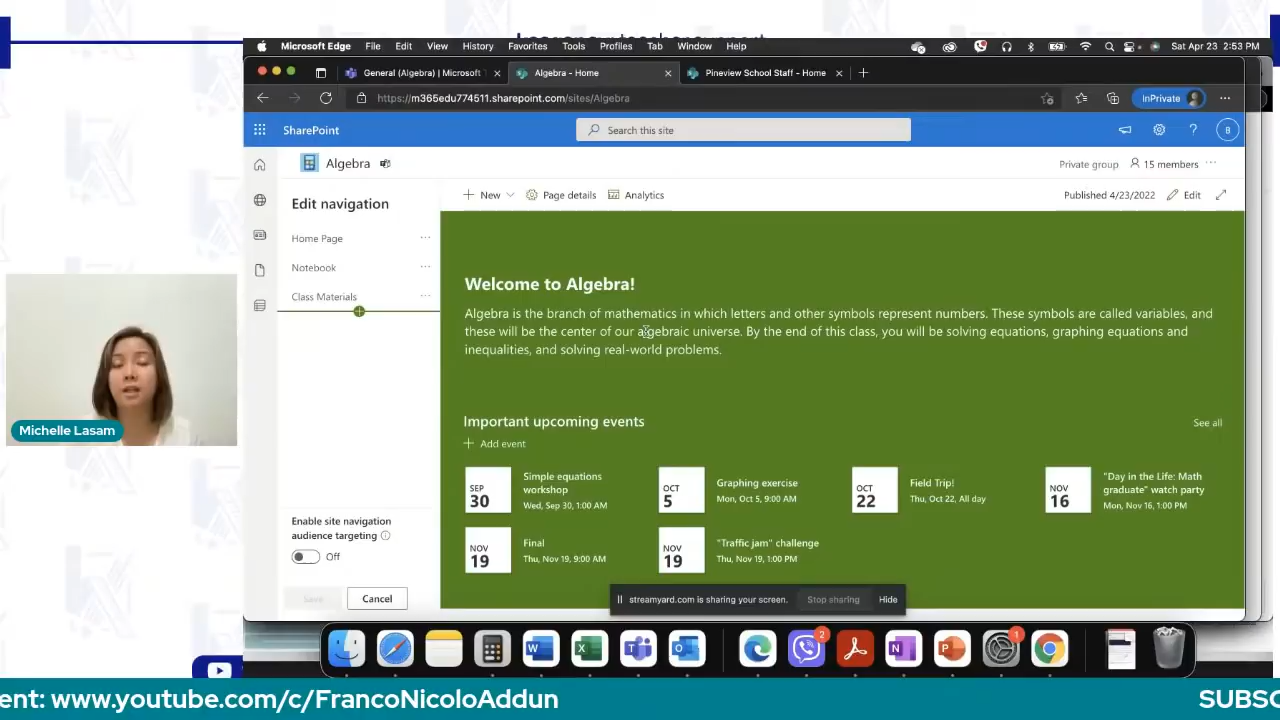 Microsoft Edge File Edit View History Favorites Tools Profiles Tab Window Help Sat Apr 23 2:53 PM
General (Algebra) | Microsoft T Algebra - Home Pineview School Staff - Home
https://m365edu774511.sharepoint.com/sites/Algebra InPrivate
SharePoint Search this site B
Algebra Private group 15 members
Edit navigation
New Page details Analytics Published 4/23/2022 Edit
Home Page
Notebook
Class Materials
Welcome to Algebra!
Algebra is the branch of mathematics in which letters and other symbols represent numbers. These symbols are called variables, and
these will be the center of our algebraic universe. By the end of this class, you will be solving equations, graphing equations and
inequalities, and solving real-world problems.
Important upcoming events See all
Add event
SEP
30
Simple equations
workshop
Wed, Sep 30, 1:00 AM
OCT
5
Graphing exercise
Mon, Oct 5, 9:00 AM
OCT
22
Field Trip!
Thu, Oct 22, All day
NOV
16
"Day in the Life: Math
graduate" watch party
Mon, Nov 16, 1:00 PM
NOV
19
Final
Thu, Nov 19, 9:00 AM
NOV
19
"Traffic jam" challenge
Thu, Nov 19, 1:00 PM
Enable site navigation
audience targeting
Off
Save Cancel
streamyard.com is sharing your screen. Stop sharing Hide
Michelle Lasam
2
1
ent: www.youtube.com/c/FrancoNicoloAddun SUBSC